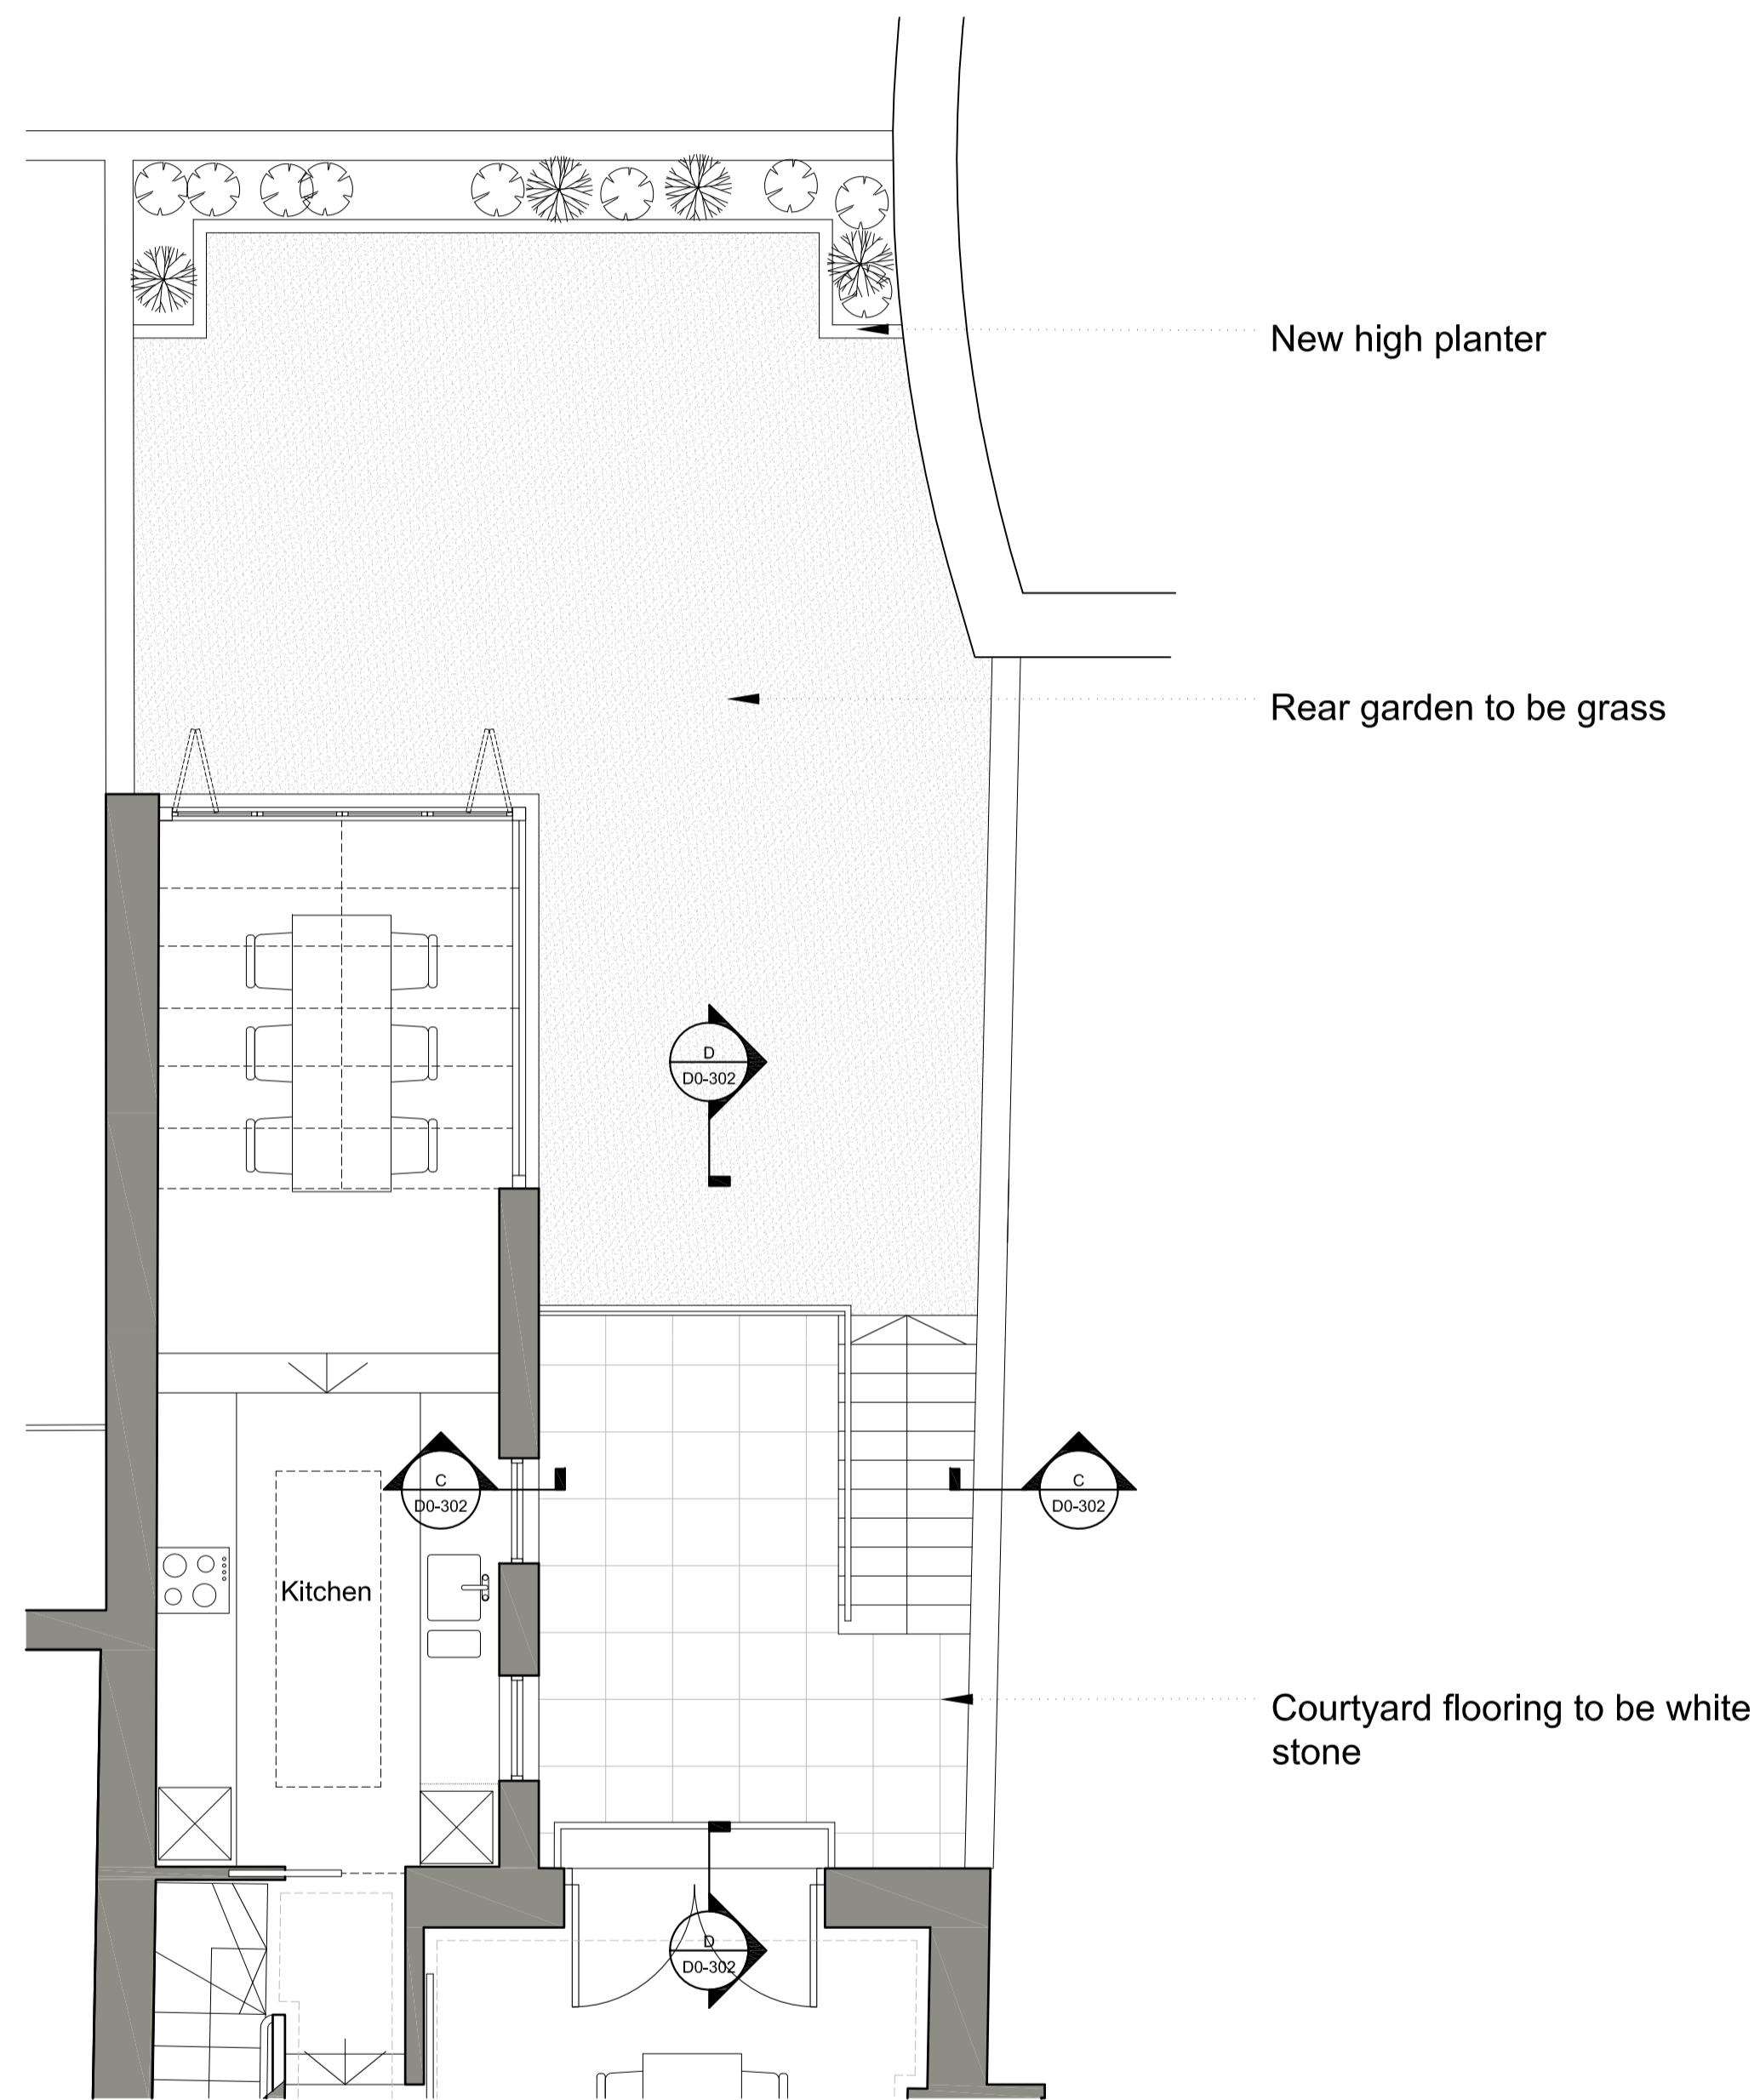 New high planter
Rear garden to be grass
D
D0-302
C
D0-302
C
D0-302
Kitchen
Courtyard flooring to be white
stone
D
D0-302